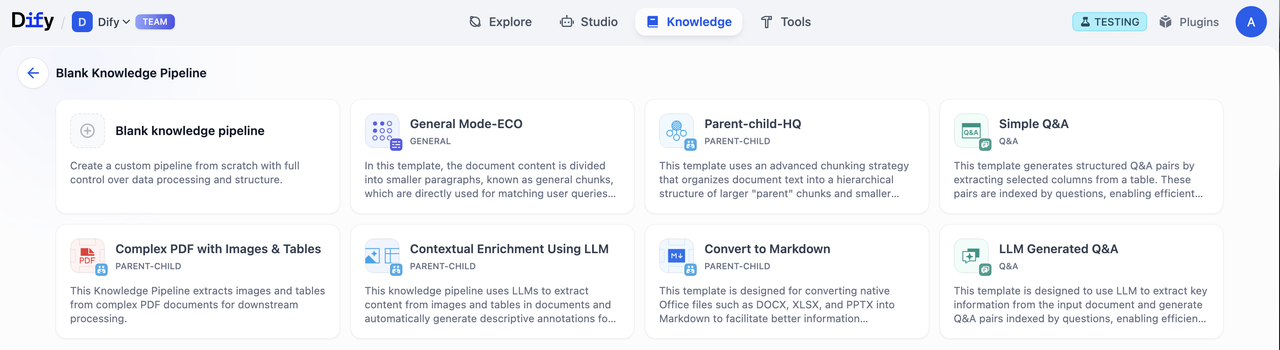 Dify / D Dify TEAM Explore Studio Knowledge Tools TESTING Plugins A
Blank Knowledge Pipeline
Blank knowledge pipeline
Create a custom pipeline from scratch with full
control over data processing and structure.
General Mode-ECO
GENERAL
In this template, the document content is divided
into smaller paragraphs, known as general chunks,
which are directly used for matching user queries...
Parent-child-HQ
PARENT-CHILD
This template uses an advanced chunking strategy
that organizes document text into a hierarchical
structure of larger "parent" chunks and smaller...
Q&A
Simple Q&A
Q&A
This template generates structured Q&A pairs by
extracting selected columns from a table. These
pairs are indexed by questions, enabling efficient...
PDF
Complex PDF with Images & Tables
PARENT-CHILD
This Knowledge Pipeline extracts images and tables
from complex PDF documents for downstream
processing.
Contextual Enrichment Using LLM
PARENT-CHILD
This knowledge pipeline uses LLMs to extract
content from images and tables in documents and
automatically generate descriptive annotations fo...
M↓
Convert to Markdown
PARENT-CHILD
This template is designed for converting native
Office files such as DOCX, XLSX, and PPTX into
Markdown to facilitate better information...
LLM Generated Q&A
Q&A
This template is designed to use LLM to extract key
information from the input document and generate
Q&A pairs indexed by questions, enabling efficien...